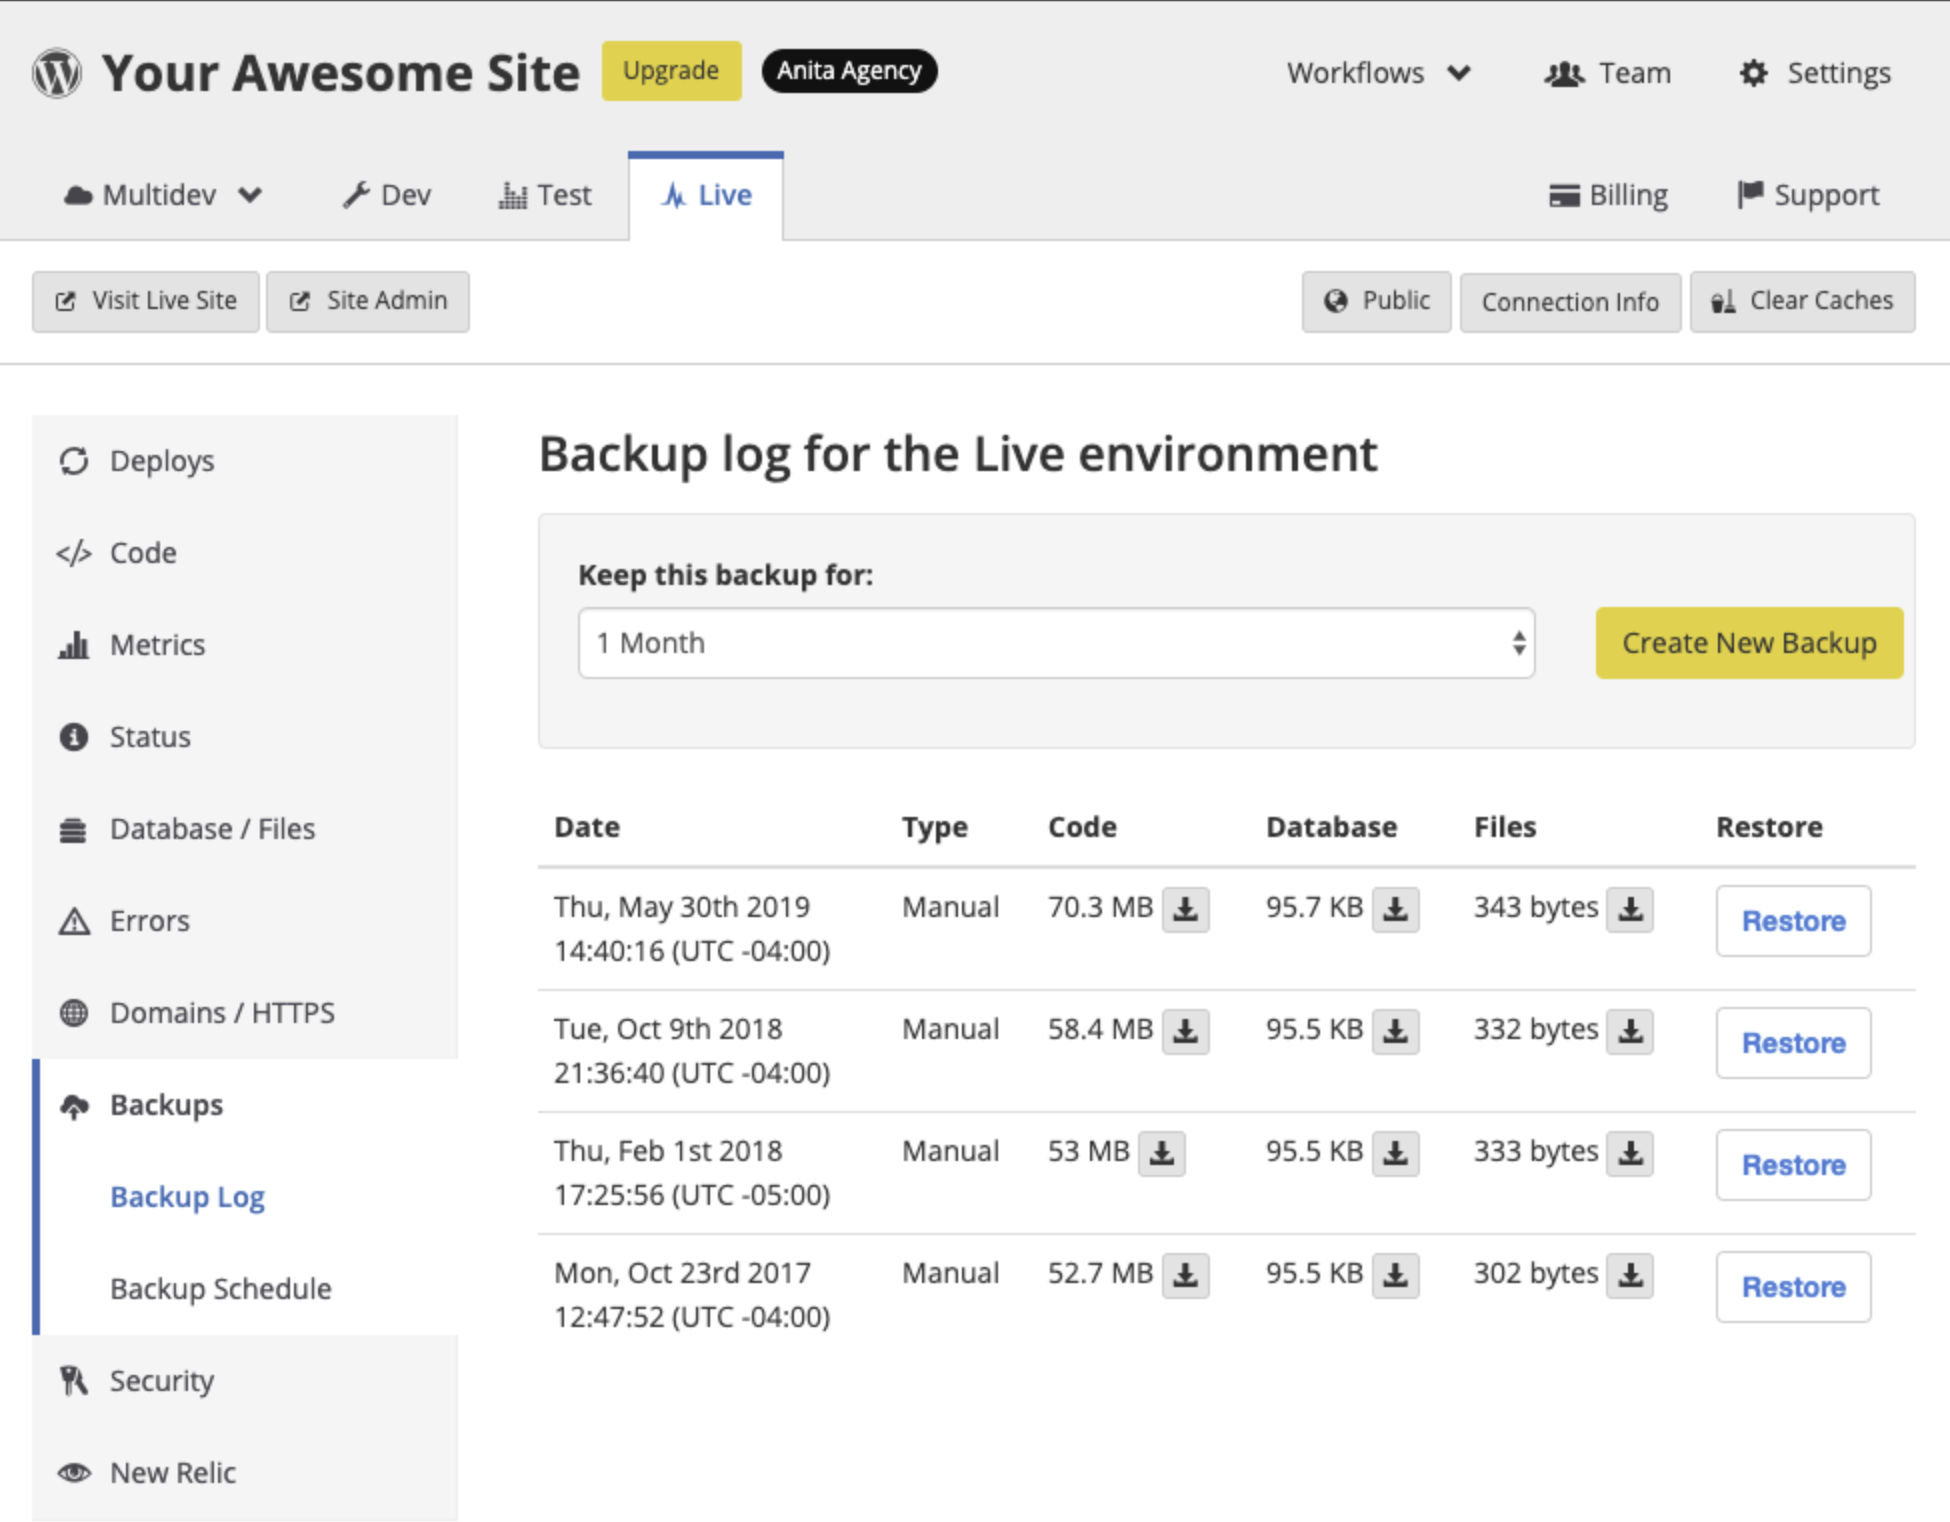 Your Awesome Site Upgrade Anita Agency Workflows Team Settings
Multidev Dev Test Live Billing Support
Visit Live Site Site Admin Public Connection Info Clear Caches
Deploys
Code
Metrics
Status
Database / Files
Errors
Domains / HTTPS
Backups
Backup Log
Backup Schedule
Security
New Relic
Backup log for the Live environment
Keep this backup for:
1 Month Create New Backup
Date Type Code Database Files Restore
Thu, May 30th 2019 Manual 70.3 MB 95.7 KB 343 bytes Restore
14:40:16 (UTC -04:00)
Tue, Oct 9th 2018 Manual 58.4 MB 95.5 KB 332 bytes Restore
21:36:40 (UTC -04:00)
Thu, Feb 1st 2018 Manual 53 MB 95.5 KB 333 bytes Restore
17:25:56 (UTC -05:00)
Mon, Oct 23rd 2017 Manual 52.7 MB 95.5 KB 302 bytes Restore
12:47:52 (UTC -04:00)